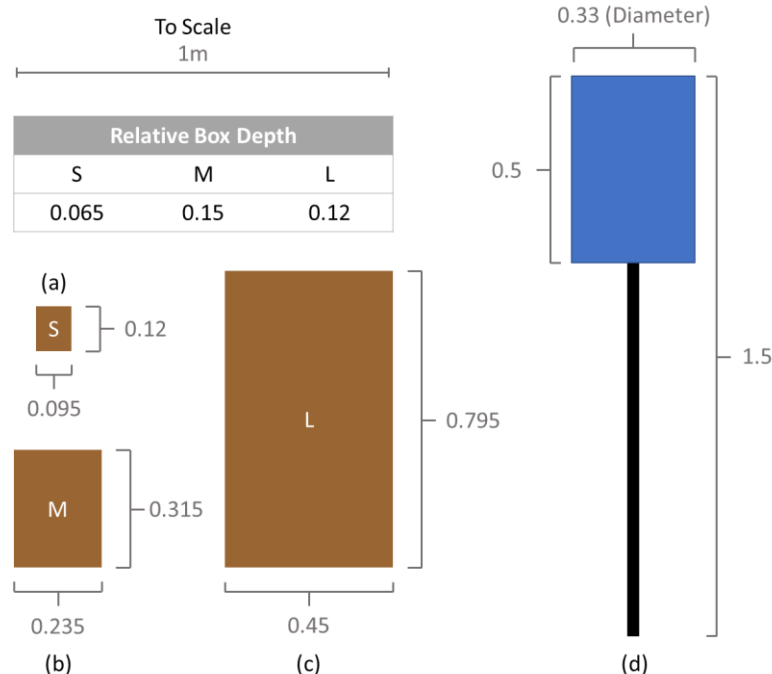 To Scale
1m
Relative Box Depth
S M L
0.065 0.15 0.12
(a)
S
0.12
0.095
M
0.315
0.235
(b)
L
0.795
0.45
(c)
0.33 (Diameter)
0.5
1.5
(d)